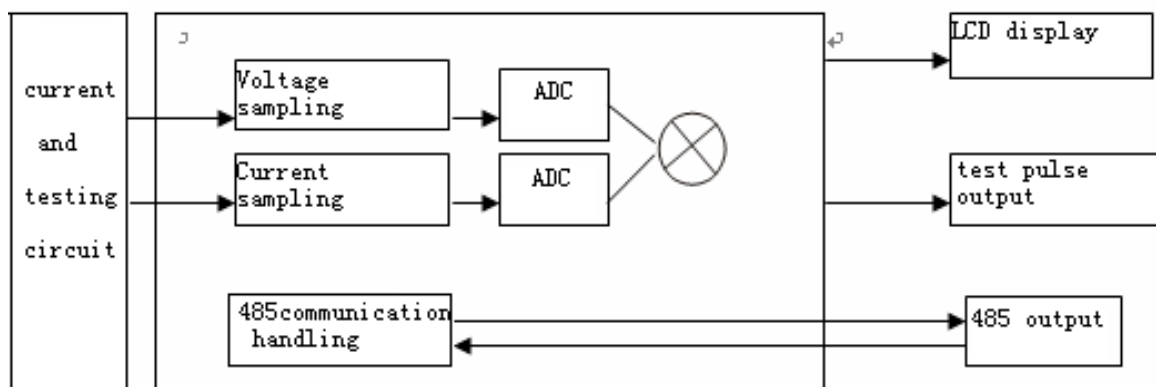 current
and
testing
circuit
Voltage
sampling
ADC
Current
sampling
ADC
485communication
handling
LCD display
test pulse
output
485 output